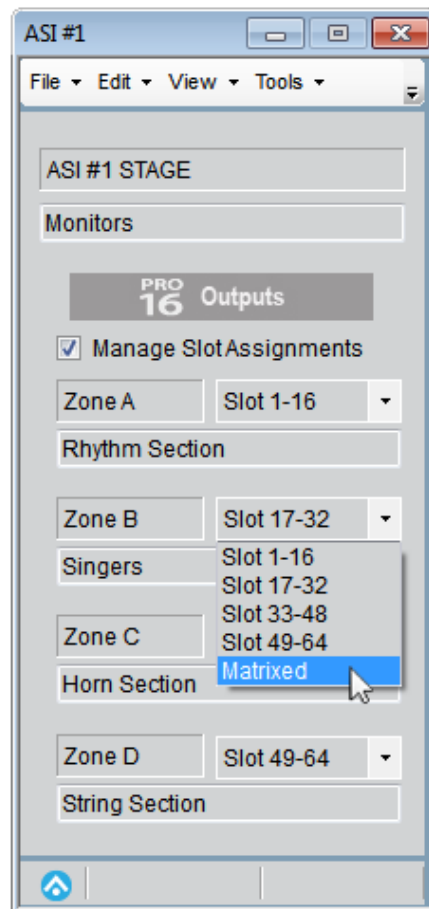 ASI #1
File Edit View Tools
ASI #1 STAGE
Monitors
PRO 16 Outputs
Manage Slot Assignments
Zone A Slot 1-16
Rhythm Section
Zone B Slot 17-32
Singers
Slot 1-16
Slot 17-32
Slot 33-48
Slot 49-64
Matrixed
Zone C
Horn Section
Zone D Slot 49-64
String Section